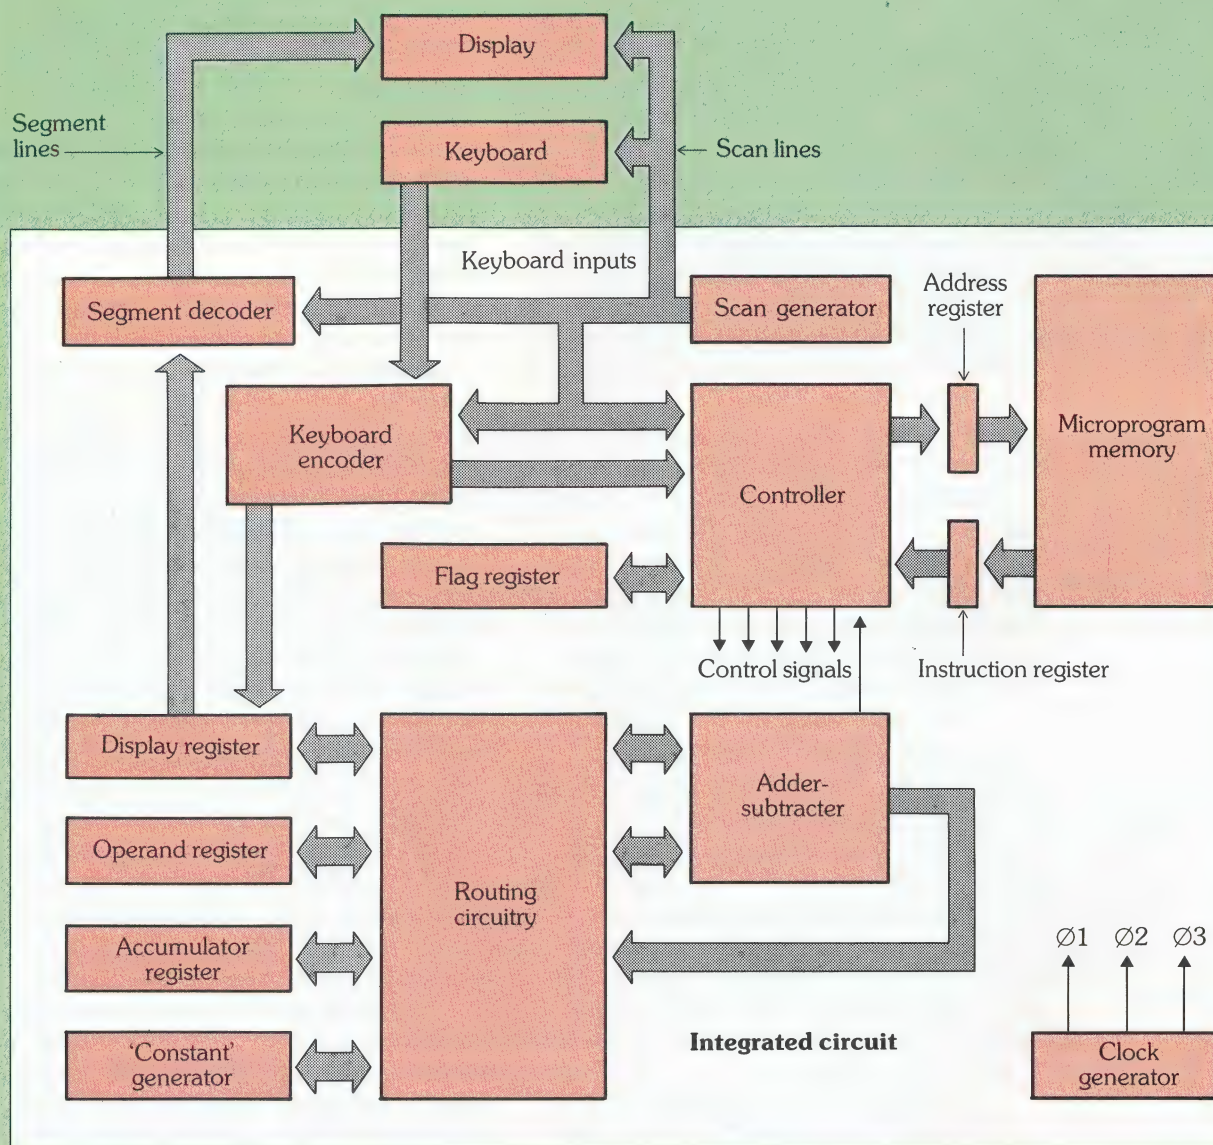 Display
Segment
lines
Keyboard
Scan lines
Keyboard inputs
Segment decoder
Scan generator
Address
register
Keyboard
encoder
Controller
Microprogram
memory
Flag register
Control signals
Instruction register
Display register
Adder-
subtracter
Operand register
Routing
circuitry
Accumulator
register
Ø1 Ø2 Ø3
Integrated circuit
'Constant'
generator
Clock
generator